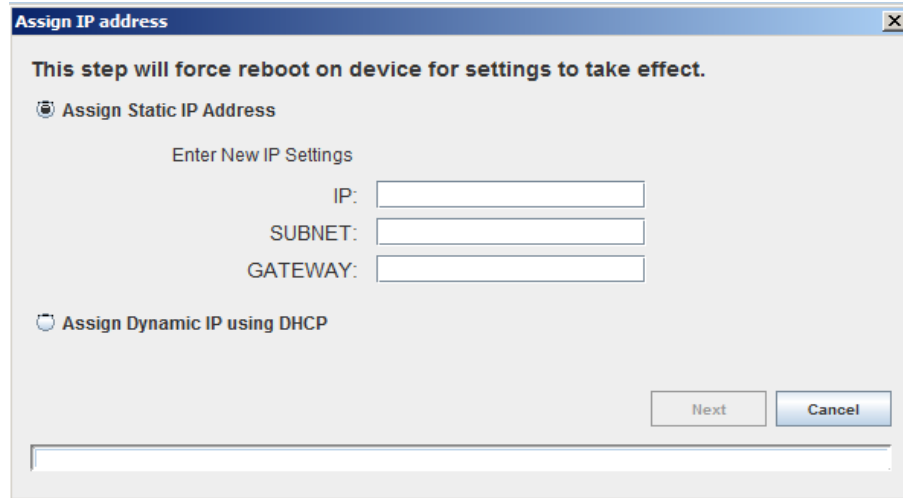 Assign IP address
This step will force reboot on device for settings to take effect.
Assign Static IP Address
Enter New IP Settings
IP:
SUBNET:
GATEWAY:
Assign Dynamic IP using DHCP
Next
Cancel